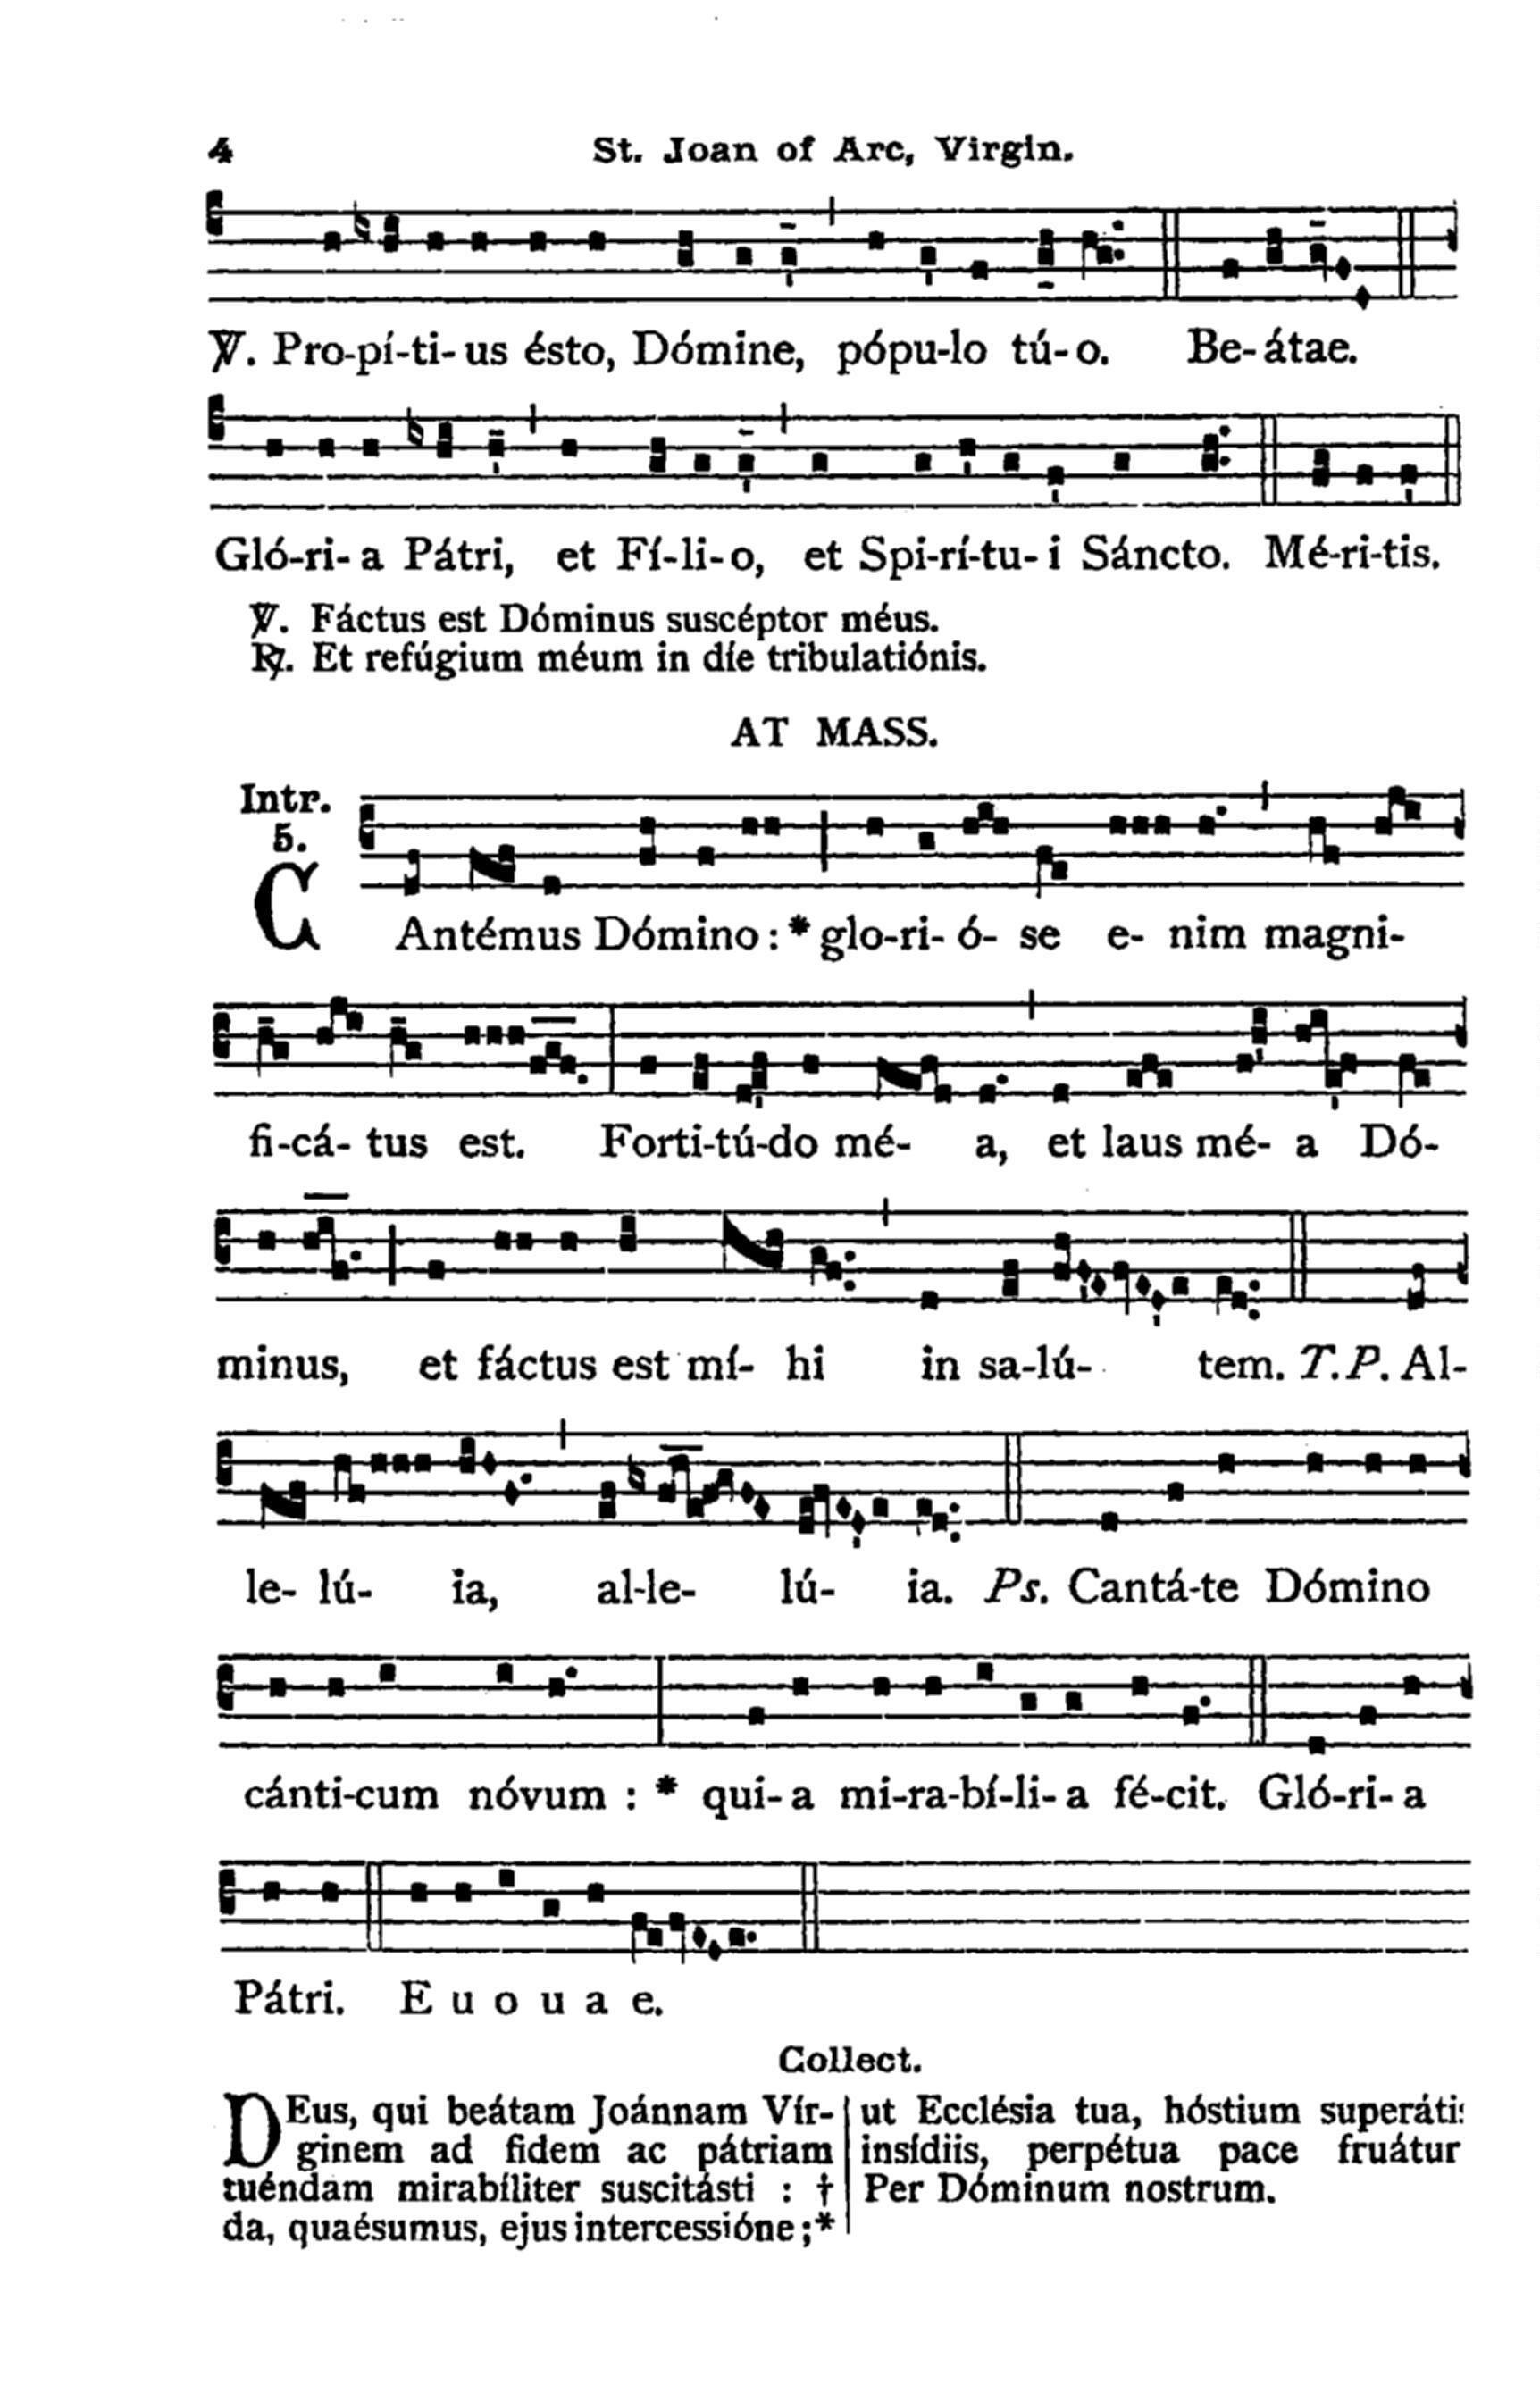 4 St. Joan of Arc, Virgin.
℣. Pro-pí-ti-us ésto, Dómine, pópu-lo tú-o. Be-átae.
Gló-ri-a Pátri, et Fí-li-o, et Spi-rí-tu-i Sáncto. Mé-ri-tis.
℣. Fáctus est Dóminus suscéptor méus.
℟. Et refúgium méum in díe tribulatiónis.
AT MASS.
Intr.
5.
CAntémus Dómino : * glo-ri- ó- se e- nim magni-
fi-cá- tus est. Forti-tú-do mé- a, et laus mé- a Dó-
minus, et fáctus est mí- hi in sa-lú- tem. T.P. Al-
le- lú- ia, al-le- lú- ia. Ps. Cantá-te Dómino
cánti-cum nóvum : * qui- a mi-ra-bí-li- a fé-cit. Gló-ri- a
Pátri. E u o u a e.
Collect.
DEus, qui beátam Joánnam Vír-
ginem ad fidem ac pátriam
tuéndam mirabíliter suscitásti : †
da, quaésumus, ejus intercessióne ; *
ut Ecclésia tua, hóstium superáti
insídiis, perpétua pace fruátur
Per Dóminum nostrum.